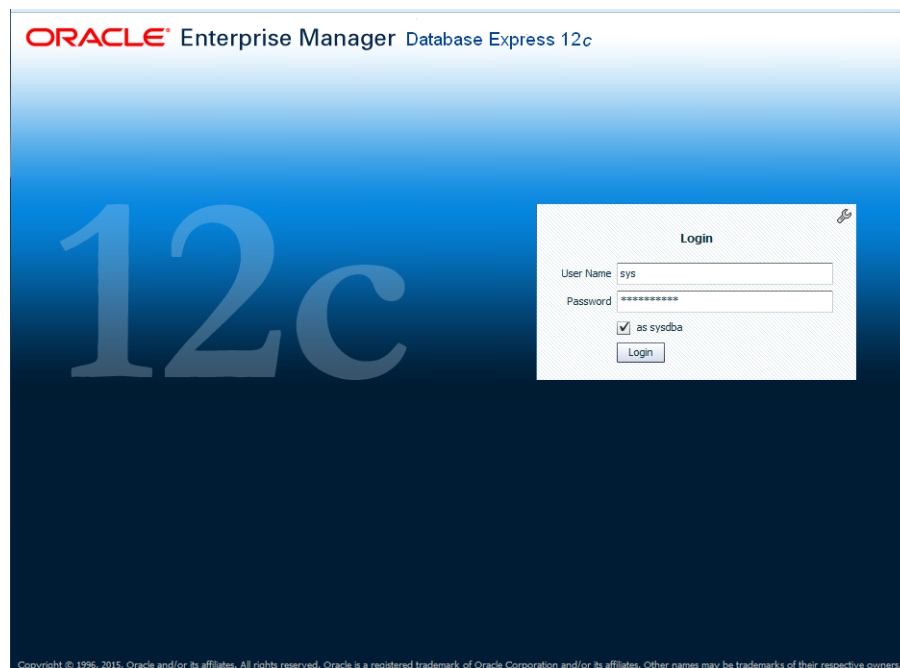 ORACLE® Enterprise Manager Database Express 12c
12c
Login
User Name sys
Password **********
as sysdba
Login
Copyright © 1996, 2015, Oracle and/or its affiliates. All rights reserved. Oracle is a registered trademark of Oracle Corporation and/or its affiliates. Other names may be trademarks of their respective owners.